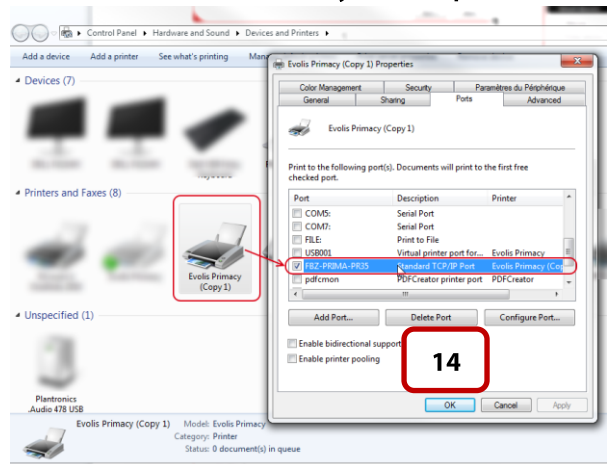 Control Panel ▸ Hardware and Sound ▸ Devices and Printers ▸
Add a device Add a printer See what's printing
Evolis Primacy (Copy 1) Properties
Devices (7)
Color Management Security Paramètres du Périphérique
General Sharing Ports Advanced
Evolis Primacy (Copy 1)
Print to the following port(s). Documents will print to the first free
checked port.
Printers and Faxes (8)
Port Description Printer
COM5: Serial Port
COM7: Serial Port
FILE: Print to File
USB001 Virtual printer port for... Evolis Primacy
FBZ-PRIMA-PR35 Standard TCP/IP Port Evolis Primacy (Co
pdfcmon PDFCreator printer port PDFCreator
Evolis Primacy
(Copy 1)
Unspecified (1)
Add Port... Delete Port Configure Port...
Enable bidirectional support
Enable printer pooling
14
Plantronics
.Audio 478 USB
OK Cancel Apply
Evolis Primacy (Copy 1) Model: Evolis Primacy
Category: Printer
Status: 0 document(s) in queue